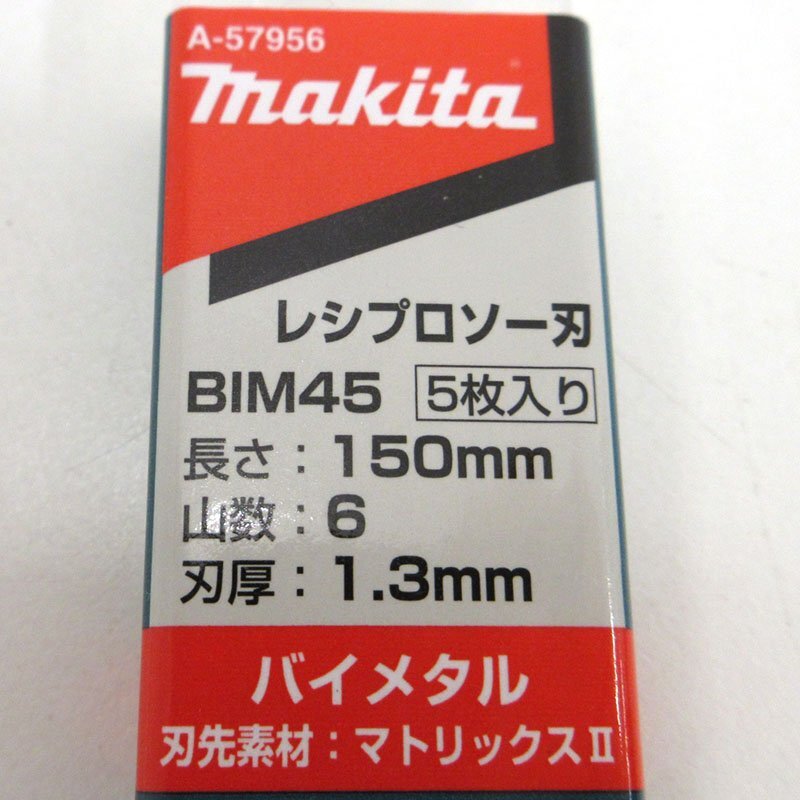 A-57956
makita
レシプロソー刃
BIM45 5枚入り
長さ：150mm
山数：6
刃厚：1.3mm
バイメタル
刃先素材：マトリックスⅡ